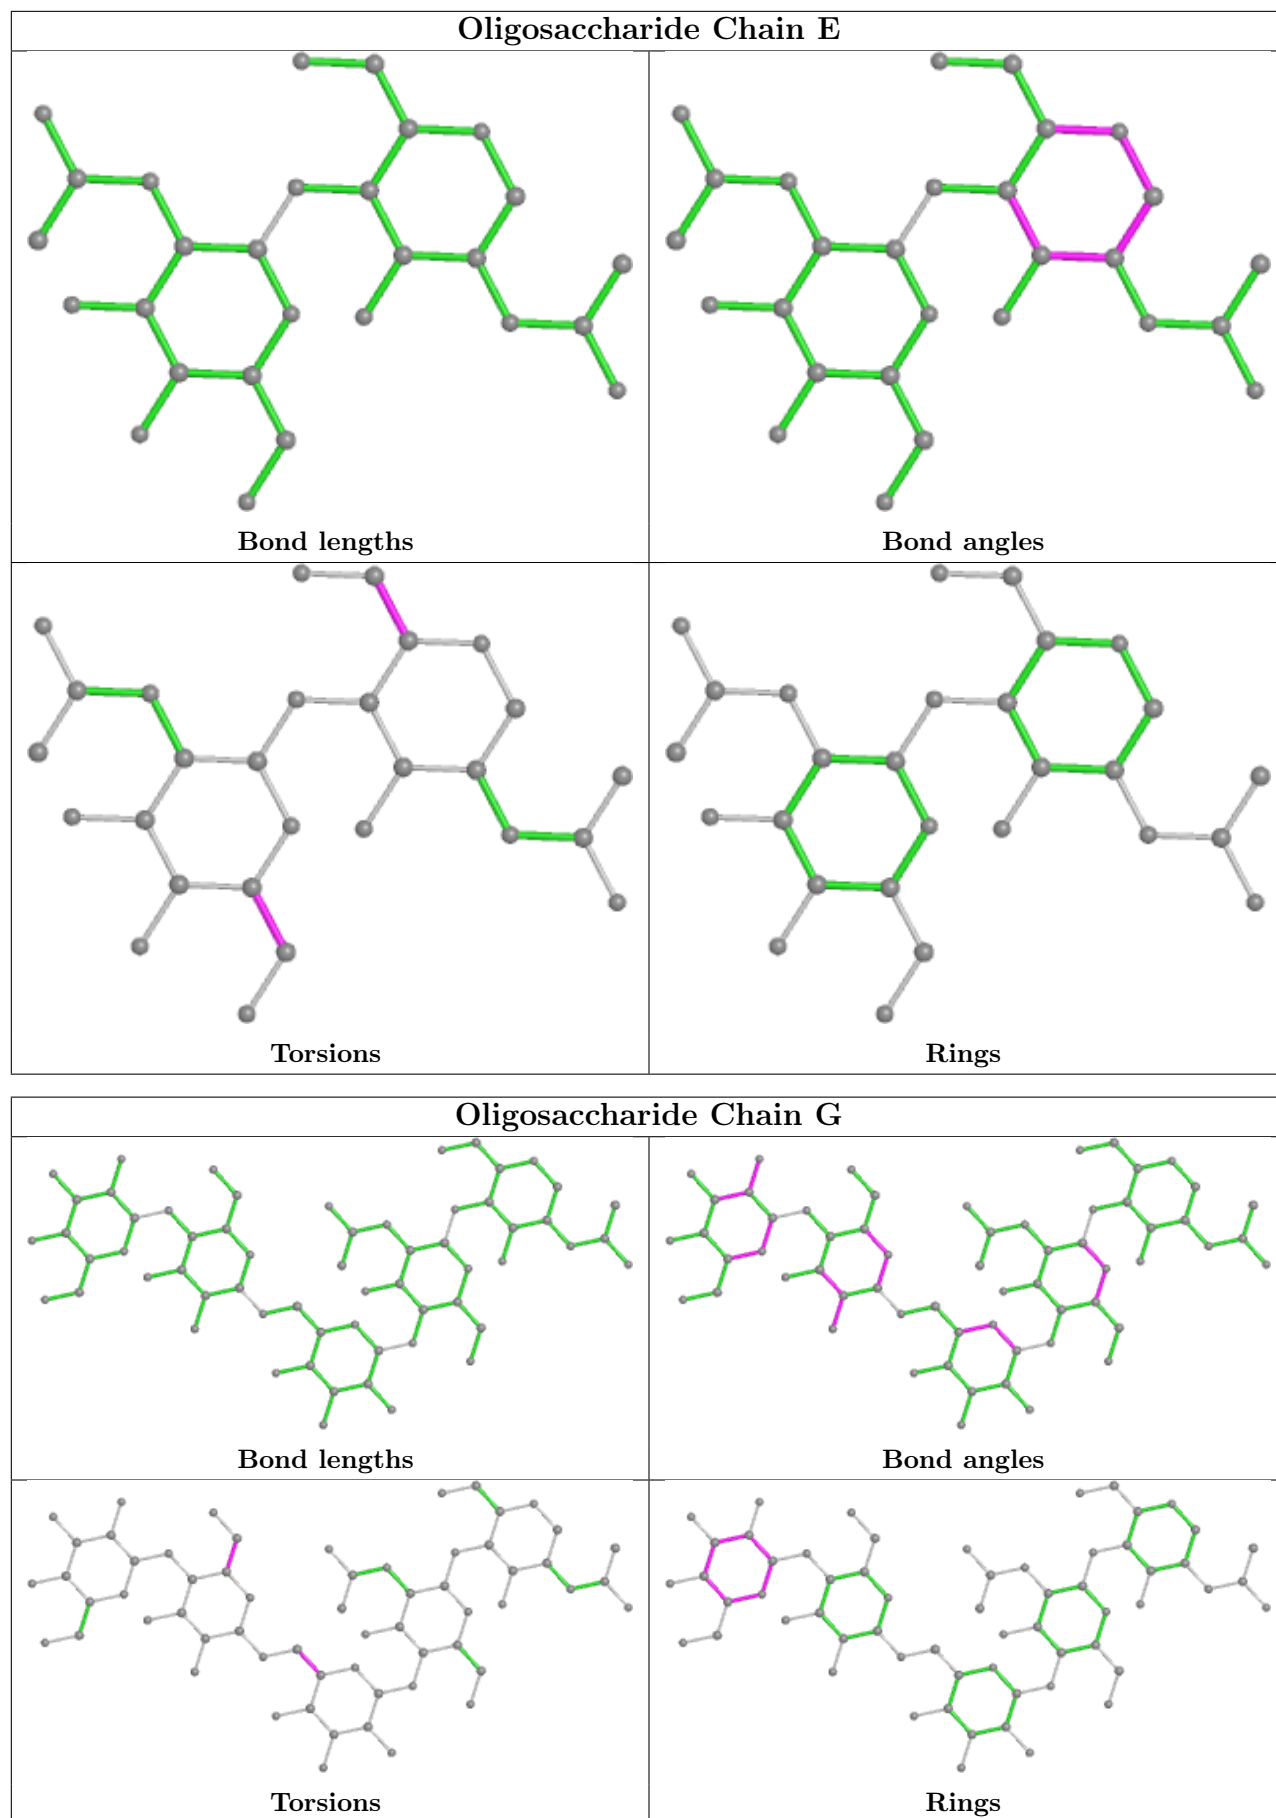 Oligosaccharide Chain E
Bond lengths
Bond angles
Torsions
Rings
Oligosaccharide Chain G
Bond lengths
Bond angles
Torsions
Rings